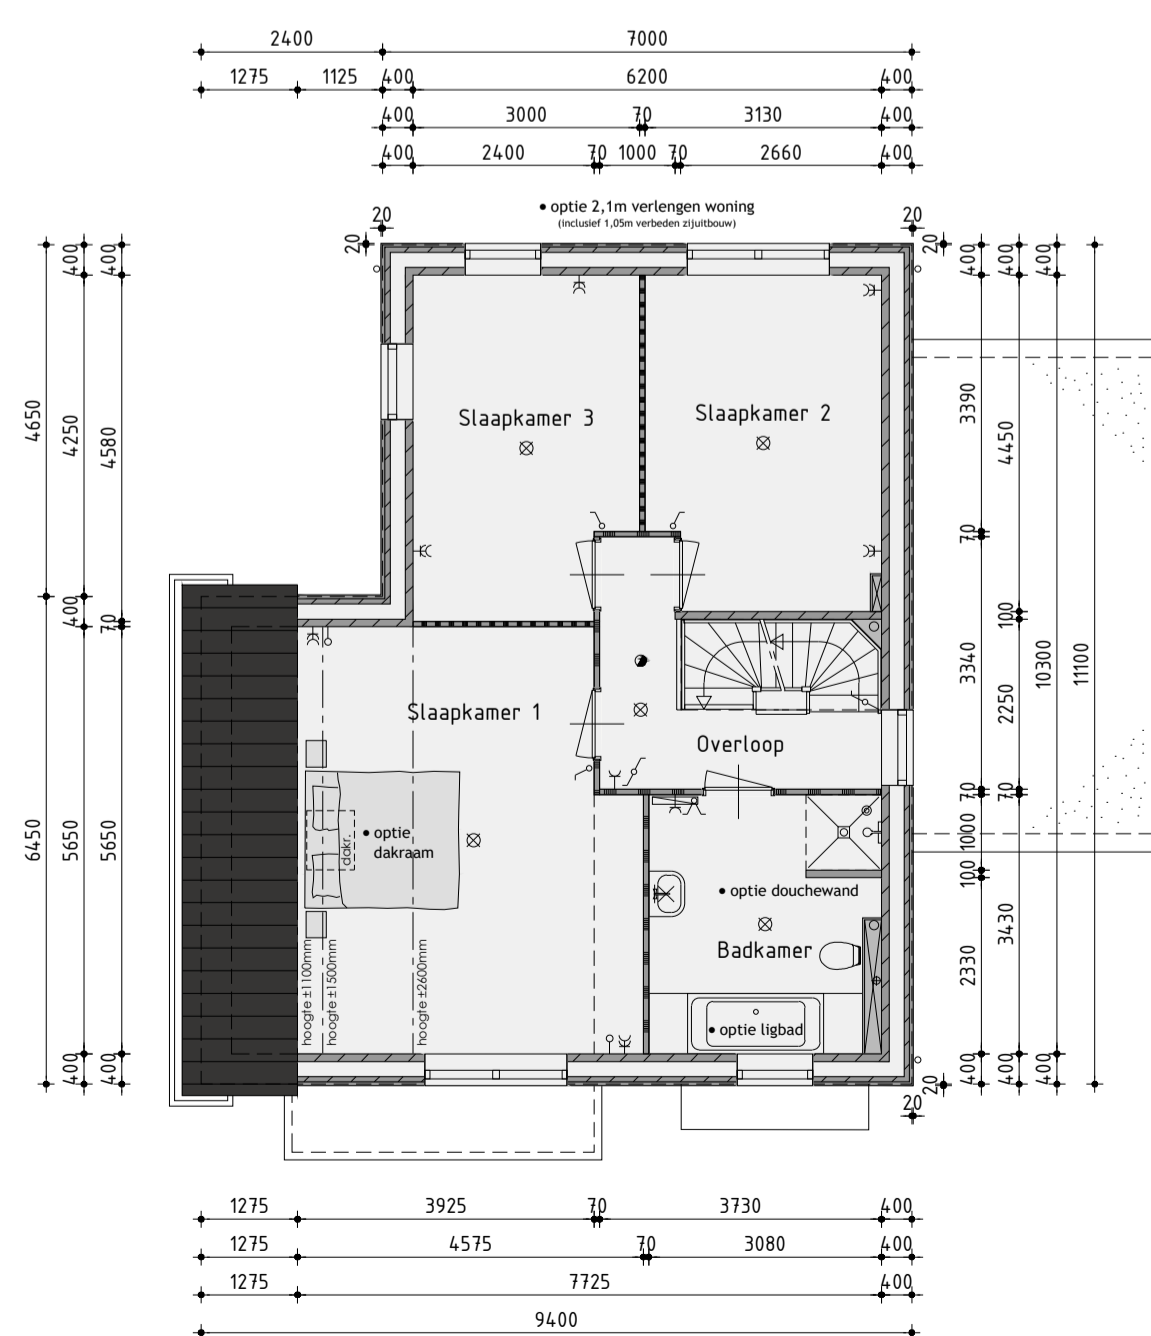 2400 7000
1275 1125 400 6200 400
400 3000 70 3130 400
400 2400 70 1000 70 2660 400
• optie 2,1m verlengen woning
(inclusief 1,05m verbeden zijuitbouw)
20 20
20 20
400 400 400 400 400
4650 4250 4580
3390 4450
Slaapkamer 3 Slaapkamer 2
70
400 70 100
3340 2250 10300 11100
Slaapkamer 1
Overloop
70 70
6450 5650 5650
1000
• optie
dakraam
dakr.
100
• optie douchewand
Badkamer
2330 3430
hoogte ±1100mm
hoogte ±1500mm
hoogte ±2600mm
• optie ligbad
400 400 400 400 400
20
20
1275 3925 70 3730 400
1275 4575 70 3080 400
1275 7725 400
9400